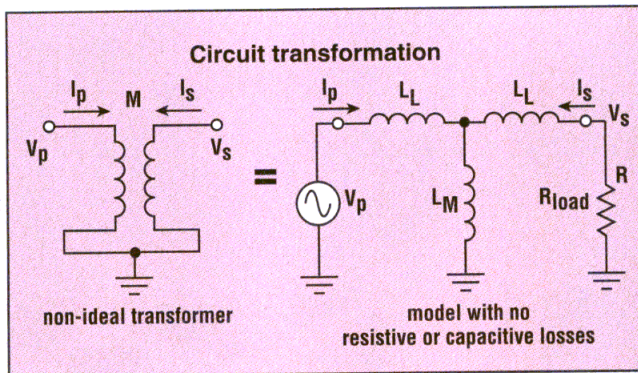 Circuit transformation
Ip M Is
Vp Vs
=
Ip LL LL Is Vs
Vp LM Rload R
non-ideal transformer
model with no
resistive or capacitive losses